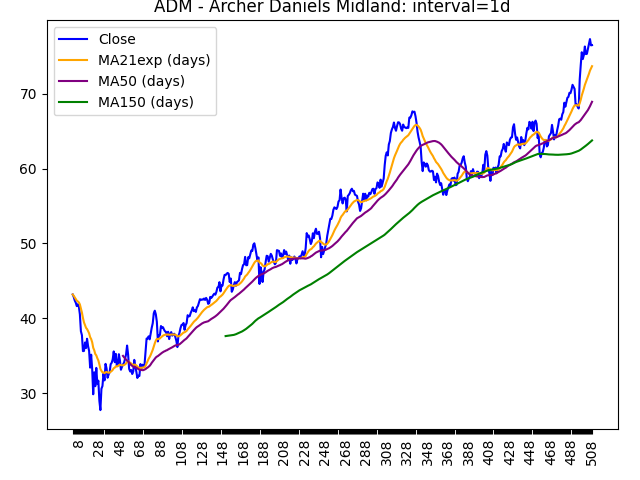 ADM - Archer Daniels Midland: interval=1d
Close
MA21exp (days)
MA50 (days)
MA150 (days)
70
60
50
40
30
8 28 48 68 88 108 128 148 168 188 208 228 248 268 288 308 328 348 368 388 408 428 448 468 488 508